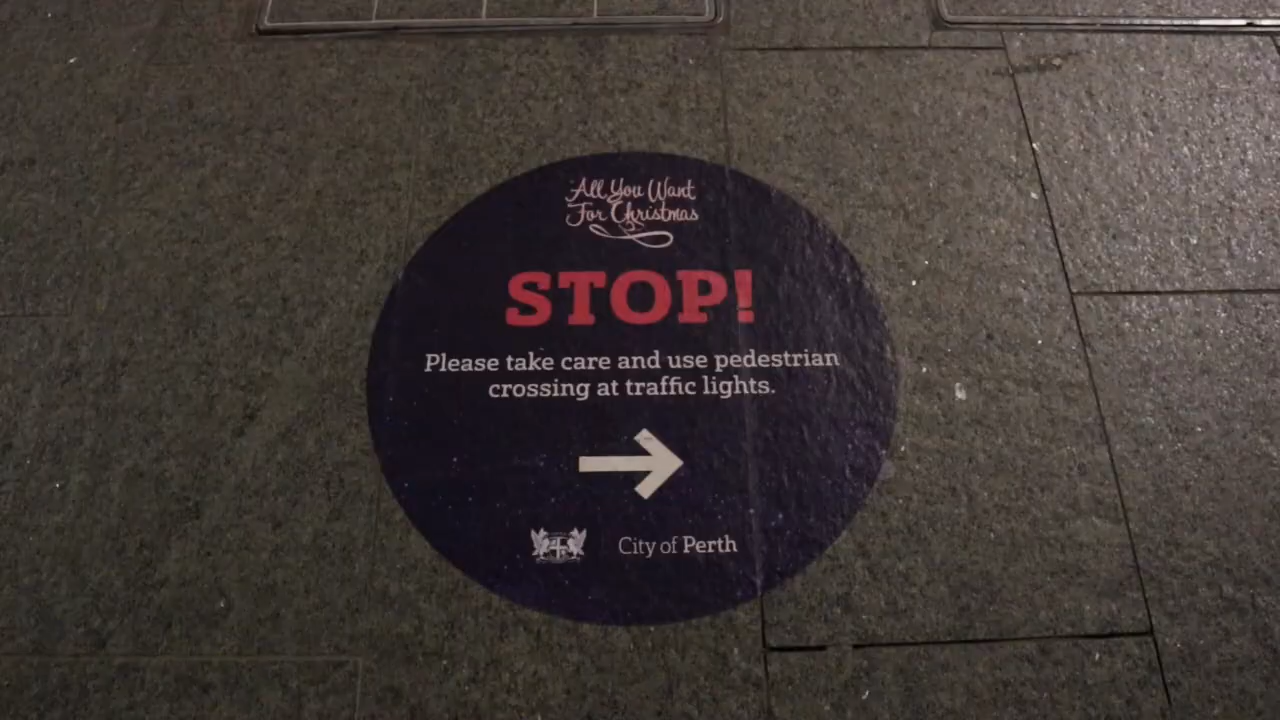 All You Want
For Christmas
STOP!
Please take care and use pedestrian
crossing at traffic lights.
City of Perth